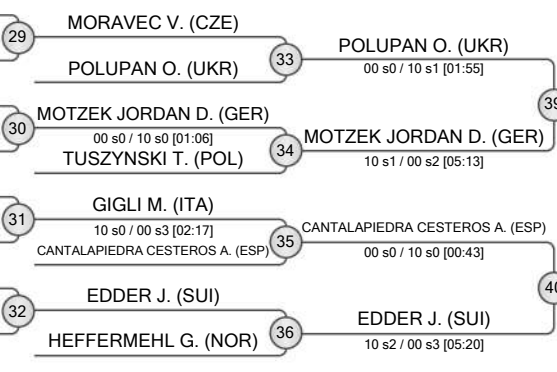 29
MORAVEC V. (CZE)
POLUPAN O. (UKR)
33
POLUPAN O. (UKR)
00 s0 / 10 s1 [01:55]
30
MOTZEK JORDAN D. (GER)
00 s0 / 10 s0 [01:06]
TUSZYNSKI T. (POL)
34
MOTZEK JORDAN D. (GER)
10 s1 / 00 s2 [05:13]
39
31
GIGLI M. (ITA)
10 s0 / 00 s3 [02:17]
CANTALAPIEDRA CESTEROS A. (ESP)
35
CANTALAPIEDRA CESTEROS A. (ESP)
00 s0 / 10 s0 [00:43]
32
EDDER J. (SUI)
HEFFERMEHL G. (NOR)
36
EDDER J. (SUI)
10 s2 / 00 s3 [05:20]
40